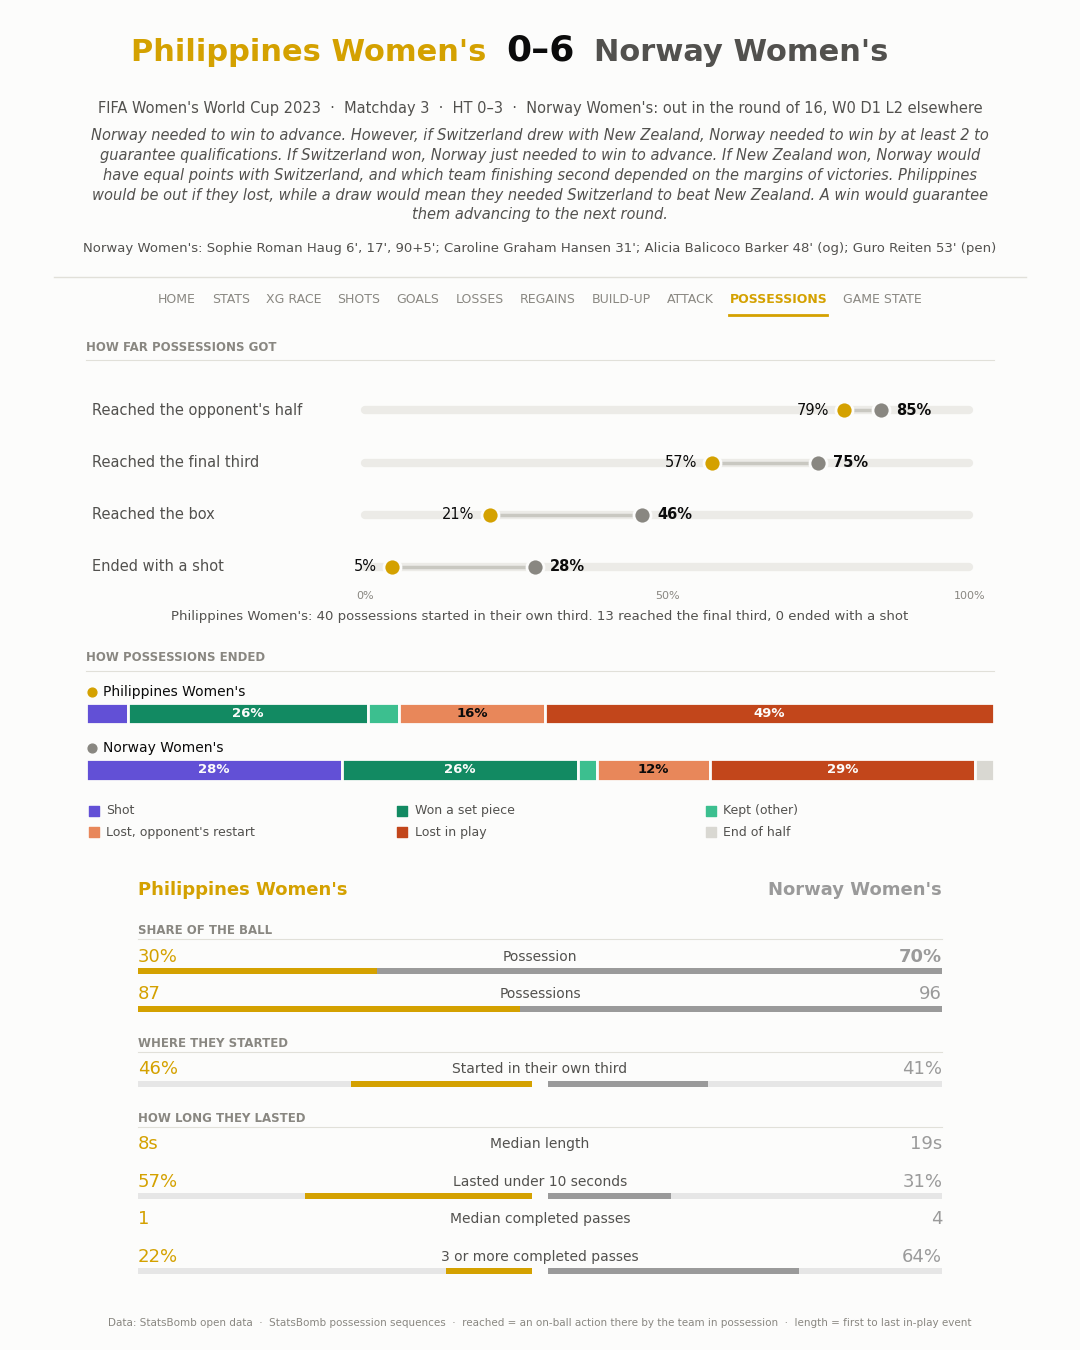 Philippines Women's 0–6 Norway Women's
FIFA Women's World Cup 2023 · Matchday 3 · HT 0–3 · Norway Women's: out in the round of 16, W0 D1 L2 elsewhere
Norway needed to win to advance. However, if Switzerland drew with New Zealand, Norway needed to win by at least 2 to
guarantee qualifications. If Switzerland won, Norway just needed to win to advance. If New Zealand won, Norway would
have equal points with Switzerland, and which team finishing second depended on the margins of victories. Philippines
would be out if they lost, while a draw would mean they needed Switzerland to beat New Zealand. A win would guarantee
them advancing to the next round.
Norway Women's: Sophie Roman Haug 6', 17', 90+5'; Caroline Graham Hansen 31'; Alicia Balicoco Barker 48' (og); Guro Reiten 53' (pen)
HOME STATS XG RACE SHOTS GOALS LOSSES REGAINS BUILD-UP ATTACK POSSESSIONS GAME STATE
HOW FAR POSSESSIONS GOT
Reached the opponent's half 79% 85%
Reached the final third 57% 75%
Reached the box 21% 46%
Ended with a shot 5% 28%
0% 50% 100%
Philippines Women's: 40 possessions started in their own third. 13 reached the final third, 0 ended with a shot
HOW POSSESSIONS ENDED
Philippines Women's
26% 16% 49%
Norway Women's
28% 26% 12% 29%
Shot Won a set piece Kept (other)
Lost, opponent's restart Lost in play End of half
Philippines Women's Norway Women's
SHARE OF THE BALL
30% Possession 70%
87 Possessions 96
WHERE THEY STARTED
46% Started in their own third 41%
HOW LONG THEY LASTED
8s Median length 19s
57% Lasted under 10 seconds 31%
1 Median completed passes 4
22% 3 or more completed passes 64%
Data: StatsBomb open data · StatsBomb possession sequences · reached = an on-ball action there by the team in possession · length = first to last in-play event